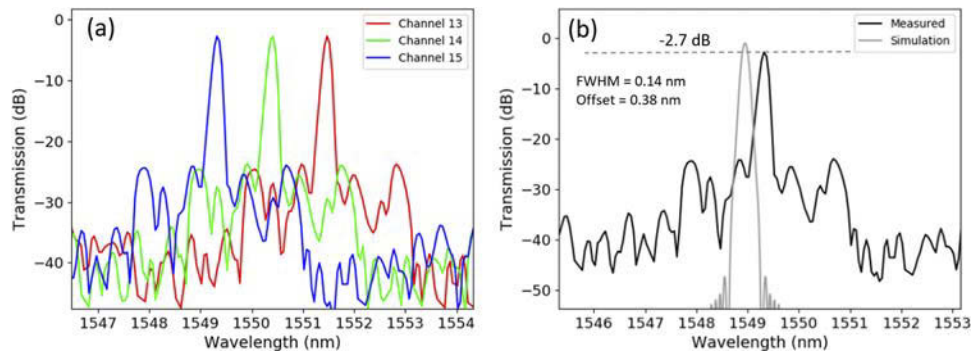 (a)
Channel 13
Channel 14
Channel 15
0
−10
−20
−30
−40
Transmission (dB)
1547 1548 1549 1550 1551 1552 1553 1554
Wavelength (nm)
(b)
Measured
Simulation
-2.7 dB
FWHM = 0.14 nm
Offset = 0.38 nm
0
−10
−20
−30
−40
−50
Transmission (dB)
1546 1547 1548 1549 1550 1551 1552 1553
Wavelength (nm)